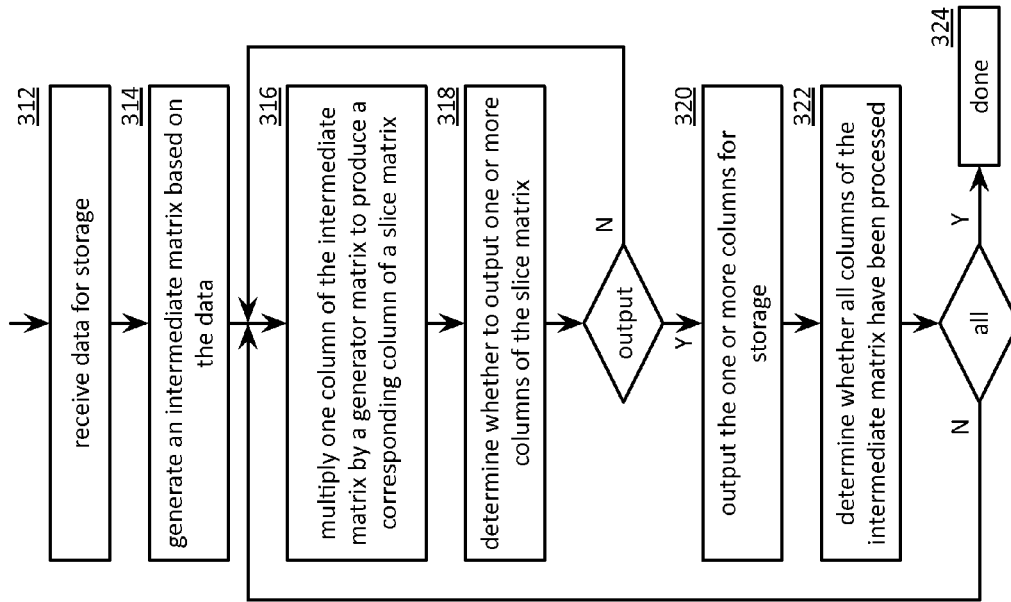 312
receive data for storage
314
generate an intermediate matrix based on
the data
316
multiply one column of the intermediate
matrix by a generator matrix to produce a
corresponding column of a slice matrix
318
determine whether to output one or more
columns of the slice matrix
output
N
Y
320
output the one or more columns for
storage
322
determine whether all columns of the
intermediate matrix have been processed
all
N
Y
324
done